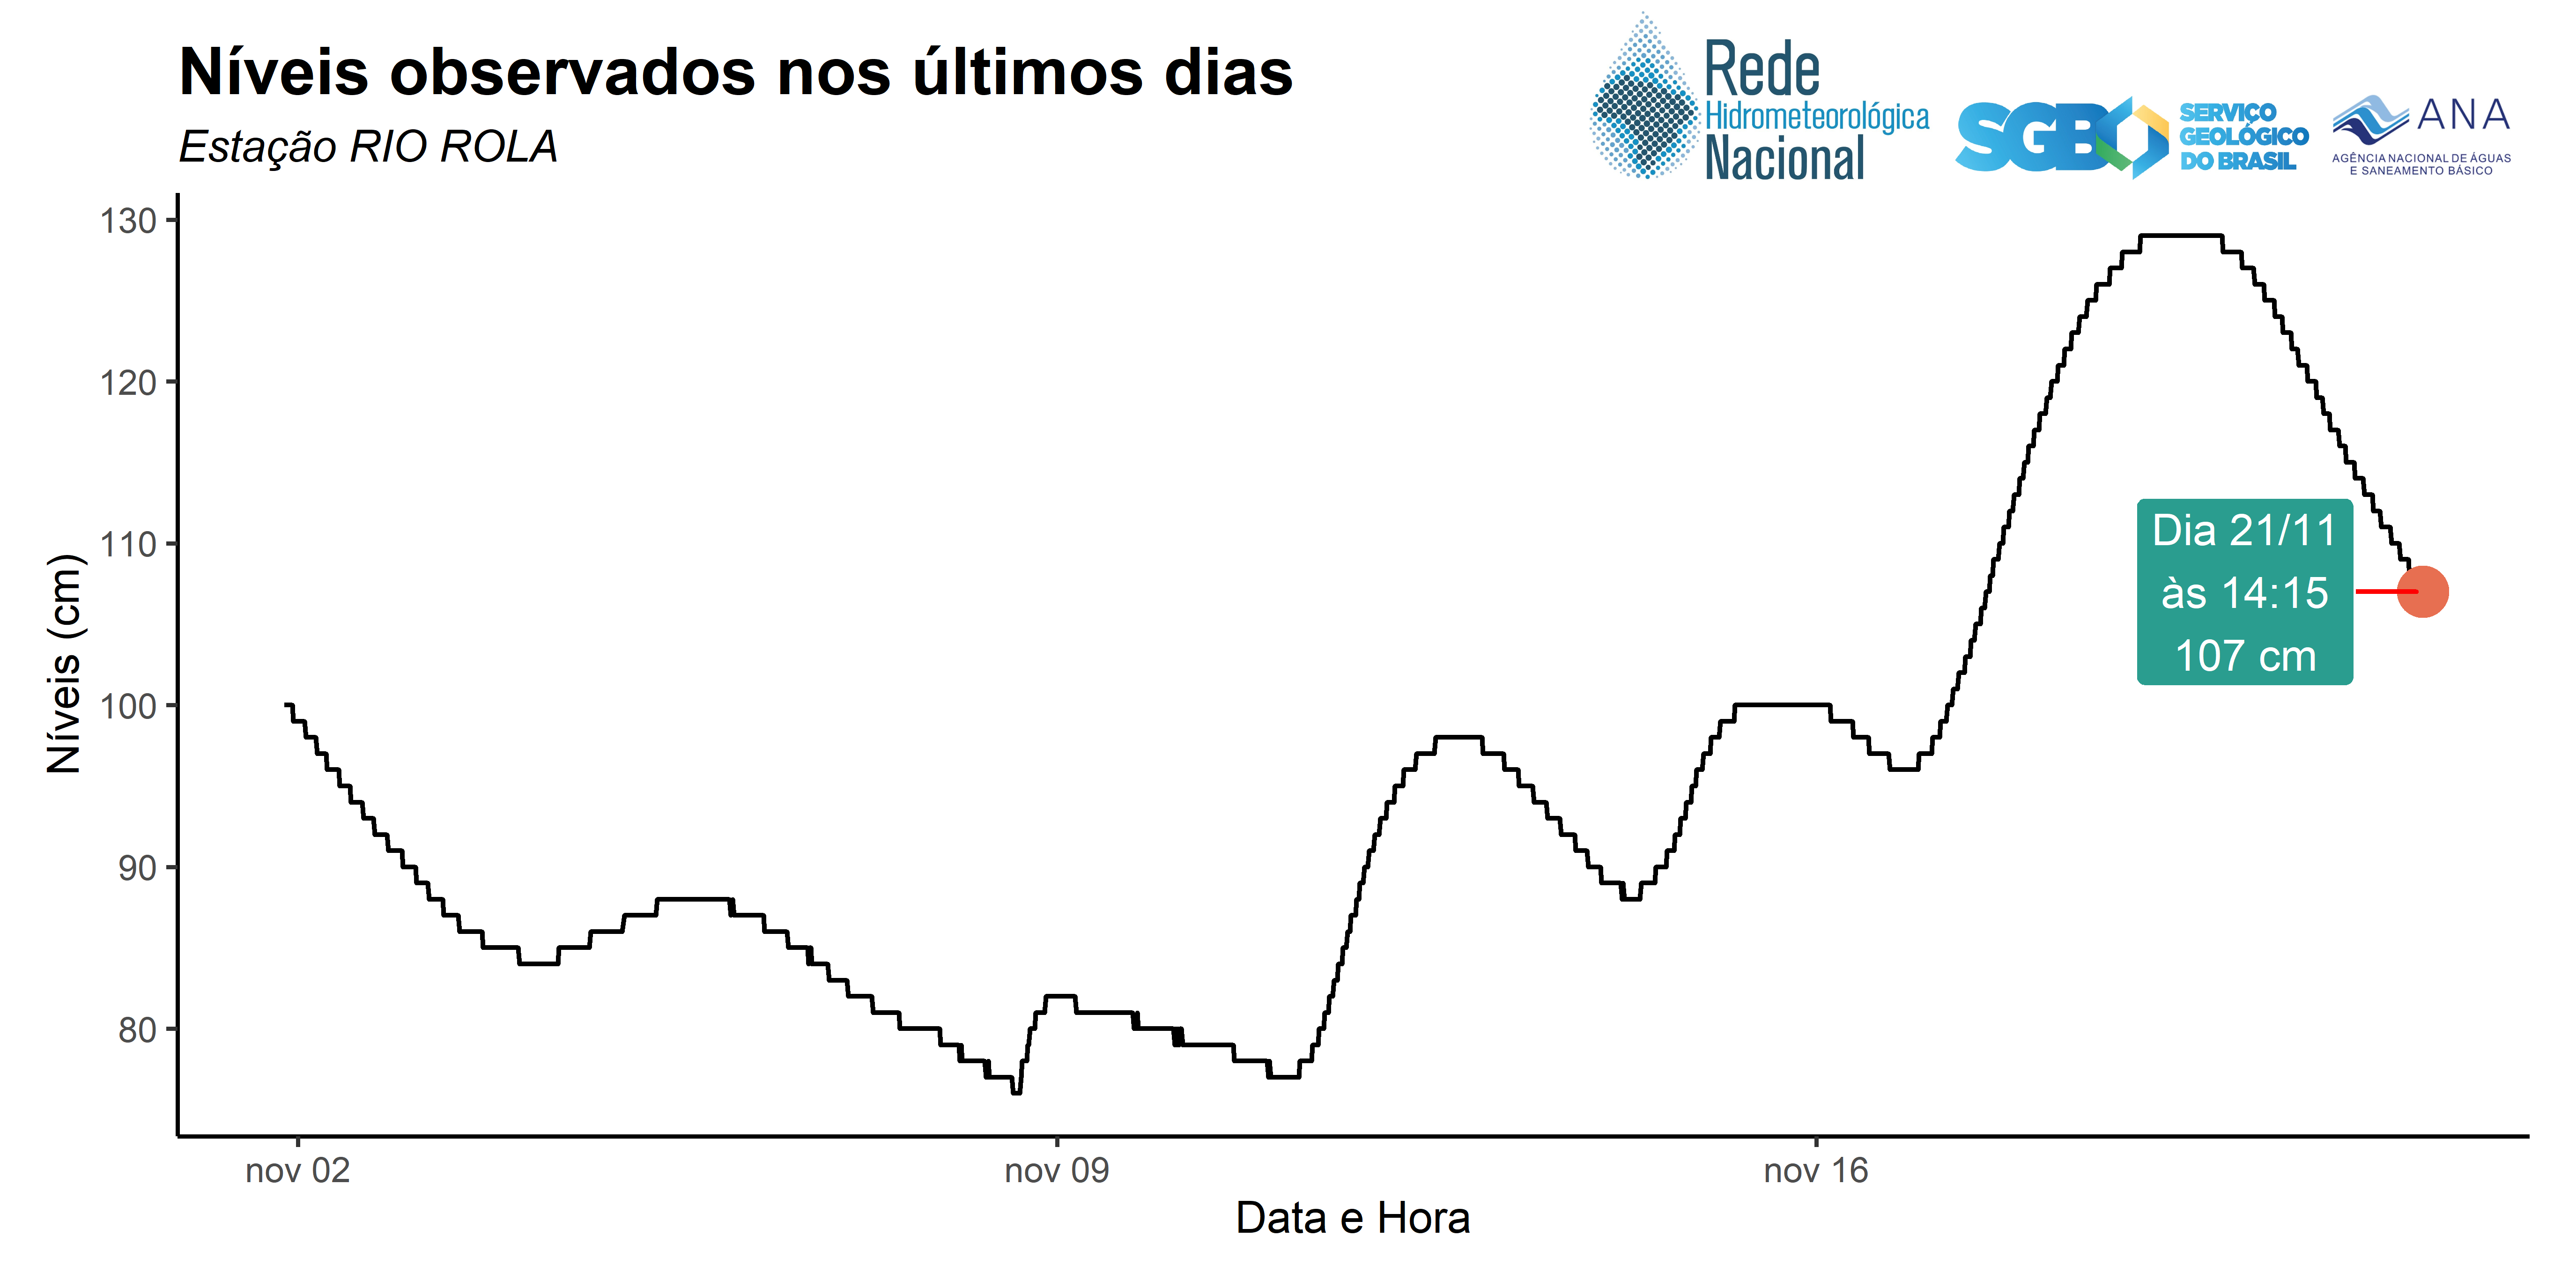 Níveis observados nos últimos dias
Estação RIO ROLA
Rede
Hidrometeorológica
Nacional
SGB
SERVIÇO
GEOLÓGICO
DO BRASIL
ANA
AGÊNCIA NACIONAL DE ÁGUAS
E SANEAMENTO BÁSICO
Níveis (cm)
130
120
110
100
90
80
Dia 21/11
às 14:15
107 cm
nov 02
nov 09
nov 16
Data e Hora